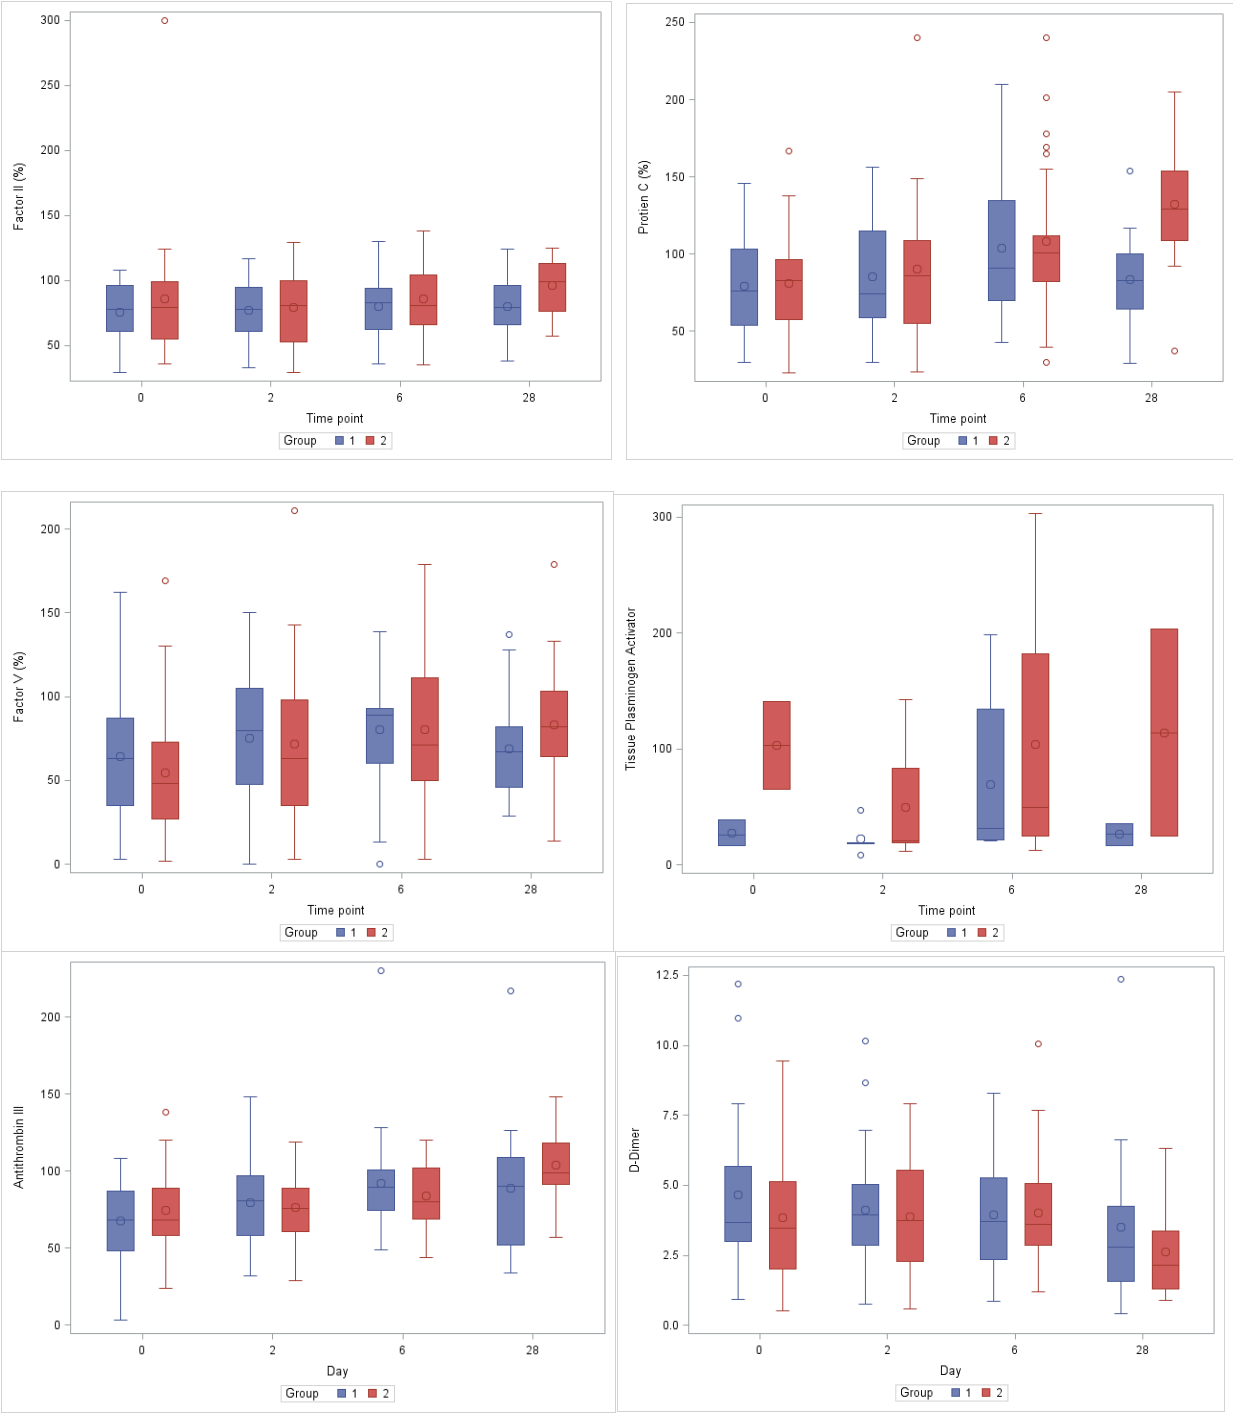 300
250
200
150
100
50
Factor II (%)
0 2 6 28
Time point
Group 1 2
250
200
150
100
50
Protien C (%)
0 2 6 28
Time point
Group 1 2
200
150
100
50
0
Factor V (%)
0 2 6 28
Time point
Group 1 2
300
200
100
0
Tissue Plasminogen Activator
0 2 6 28
Time point
Group 1 2
200
150
100
50
0
Antithrombin III
0 2 6 28
Day
Group 1 2
12.5
10.0
7.5
5.0
2.5
0.0
D-Dimer
0 2 6 28
Day
Group 1 2